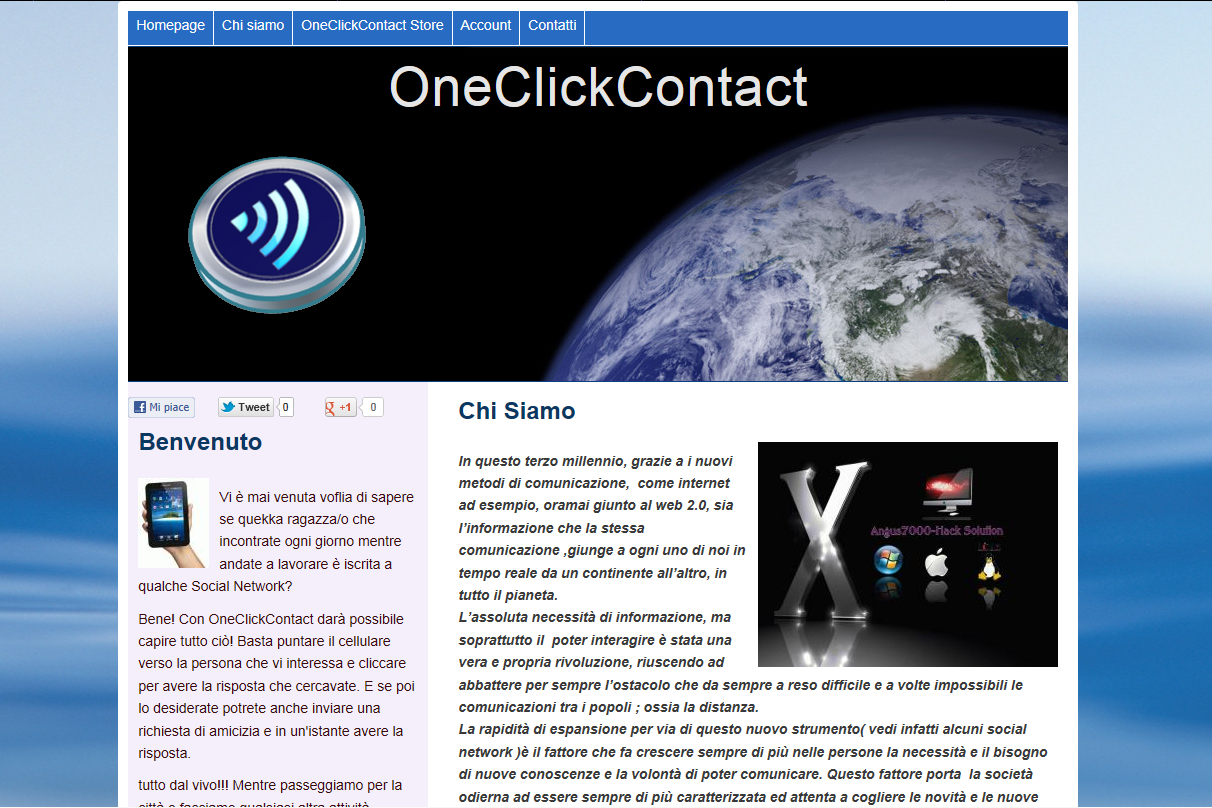 Homepage
Chi siamo
OneClickContact Store
Account
Contatti
OneClickContact
Mi piace
Tweet
0
+1
0
Benvenuto
Vi è mai venuta voflia di sapere
se quekka ragazza/o che
incontrate ogni giorno mentre
andate a lavorare è iscrita a
qualche Social Network?
Bene! Con OneClickContact darà possibile
capire tutto ciò! Basta puntare il cellulare
verso la persona che vi interessa e cliccare
per avere la risposta che cercavate. E se poi
lo desiderate potrete anche inviare una
richiesta di amicizia e in un'istante avere la
risposta.
tutto dal vivo!!! Mentre passeggiamo per la
città o facciamo qualsiasi altra attività
Chi Siamo
In questo terzo millennio, grazie a i nuovi
metodi di comunicazione,  come internet
ad esempio, oramai giunto al web 2.0, sia
l’informazione che la stessa
comunicazione ,giunge a ogni uno di noi in
tempo reale da un continente all’altro, in
tutto il pianeta.
L’assoluta necessità di informazione, ma
soprattutto il  poter interagire è stata una
vera e propria rivoluzione, riuscendo ad
abbattere per sempre l’ostacolo che da sempre a reso difficile e a volte impossibili le
comunicazioni tra i popoli ; ossia la distanza.
La rapidità di espansione per via di questo nuovo strumento( vedi infatti alcuni social
network )è il fattore che fa crescere sempre di più nelle persone la necessità e il bisogno
di nuove conoscenze e la volontà di poter comunicare. Questo fattore porta  la società
odierna ad essere sempre di più caratterizzata ed attenta a cogliere le novità e le nuove
X
Angus7000-Hack Solution